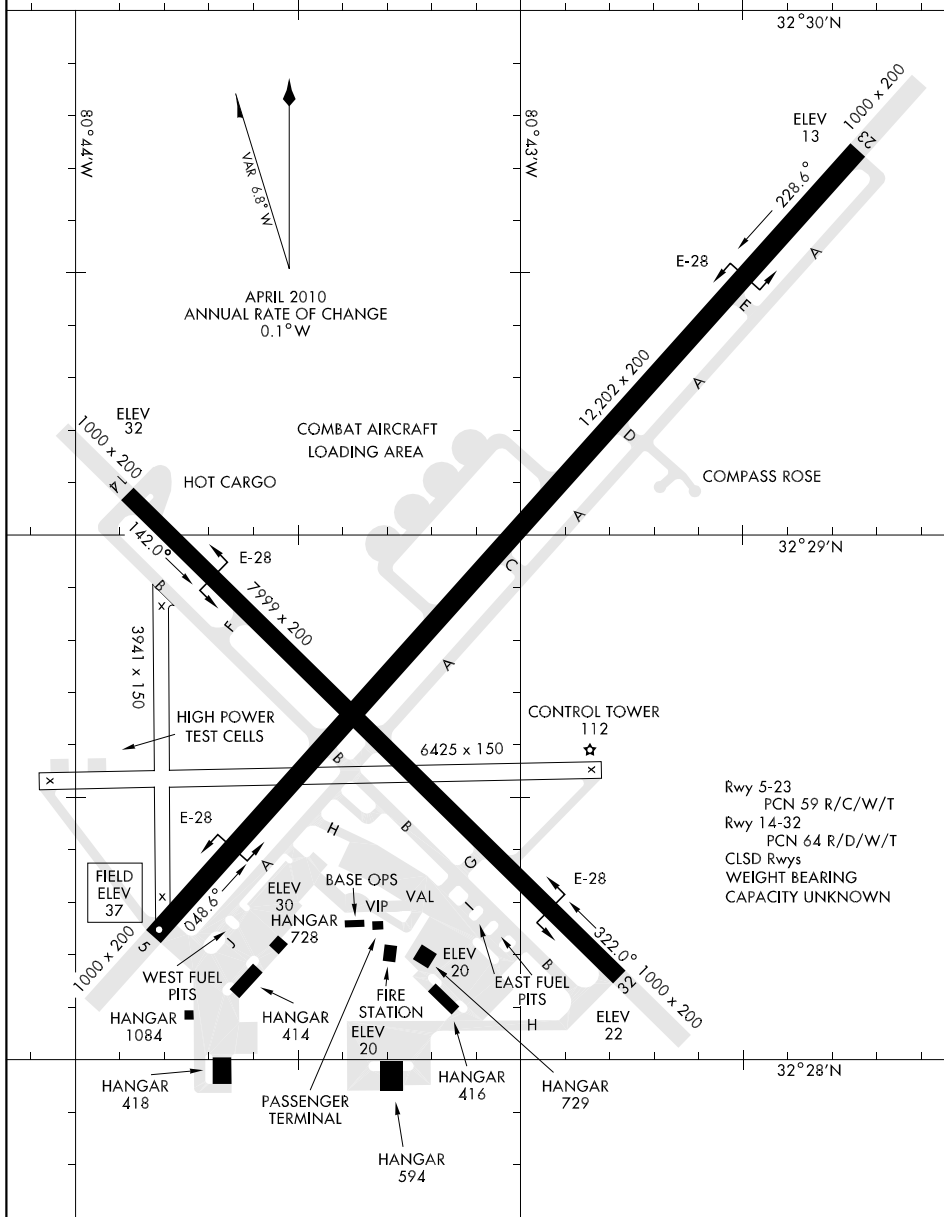 32°30'N
80°44'W
80°43'W
VAR 6.8° W
APRIL 2010
ANNUAL RATE OF CHANGE
0.1° W
ELEV
13
1000 x 200
23
228.6°
A
E-28
E
12,202 x 200
A
D
COMPASS ROSE
ELEV
32
1000 x 200
14
HOT CARGO
COMBAT AIRCRAFT
LOADING AREA
A
32°29'N
142.0°
E-28
B
x
F
7999 x 200
C
3941 x 150
A
HIGH POWER
TEST CELLS
CONTROL TOWER
112
B
6425 x 150
x
x
Rwy 5-23
PCN 59 R/C/W/T
Rwy 14-32
PCN 64 R/D/W/T
CLSD Rwys
WEIGHT BEARING
CAPACITY UNKNOWN
E-28
H
B
A
G
E-28
FIELD
ELEV
37
x
048.6°
ELEV
30
HANGAR
728
BASE OPS
VIP
VAL
I
5
1000 x 200
J
WEST FUEL
PITS
FIRE
STATION
ELEV
20
I
EAST FUEL
PITS
B
322.0°
32
1000 x 200
HANGAR
1084
HANGAR
414
ELEV
20
H
ELEV
22
32°28'N
HANGAR
418
PASSENGER
TERMINAL
HANGAR
416
HANGAR
729
HANGAR
594